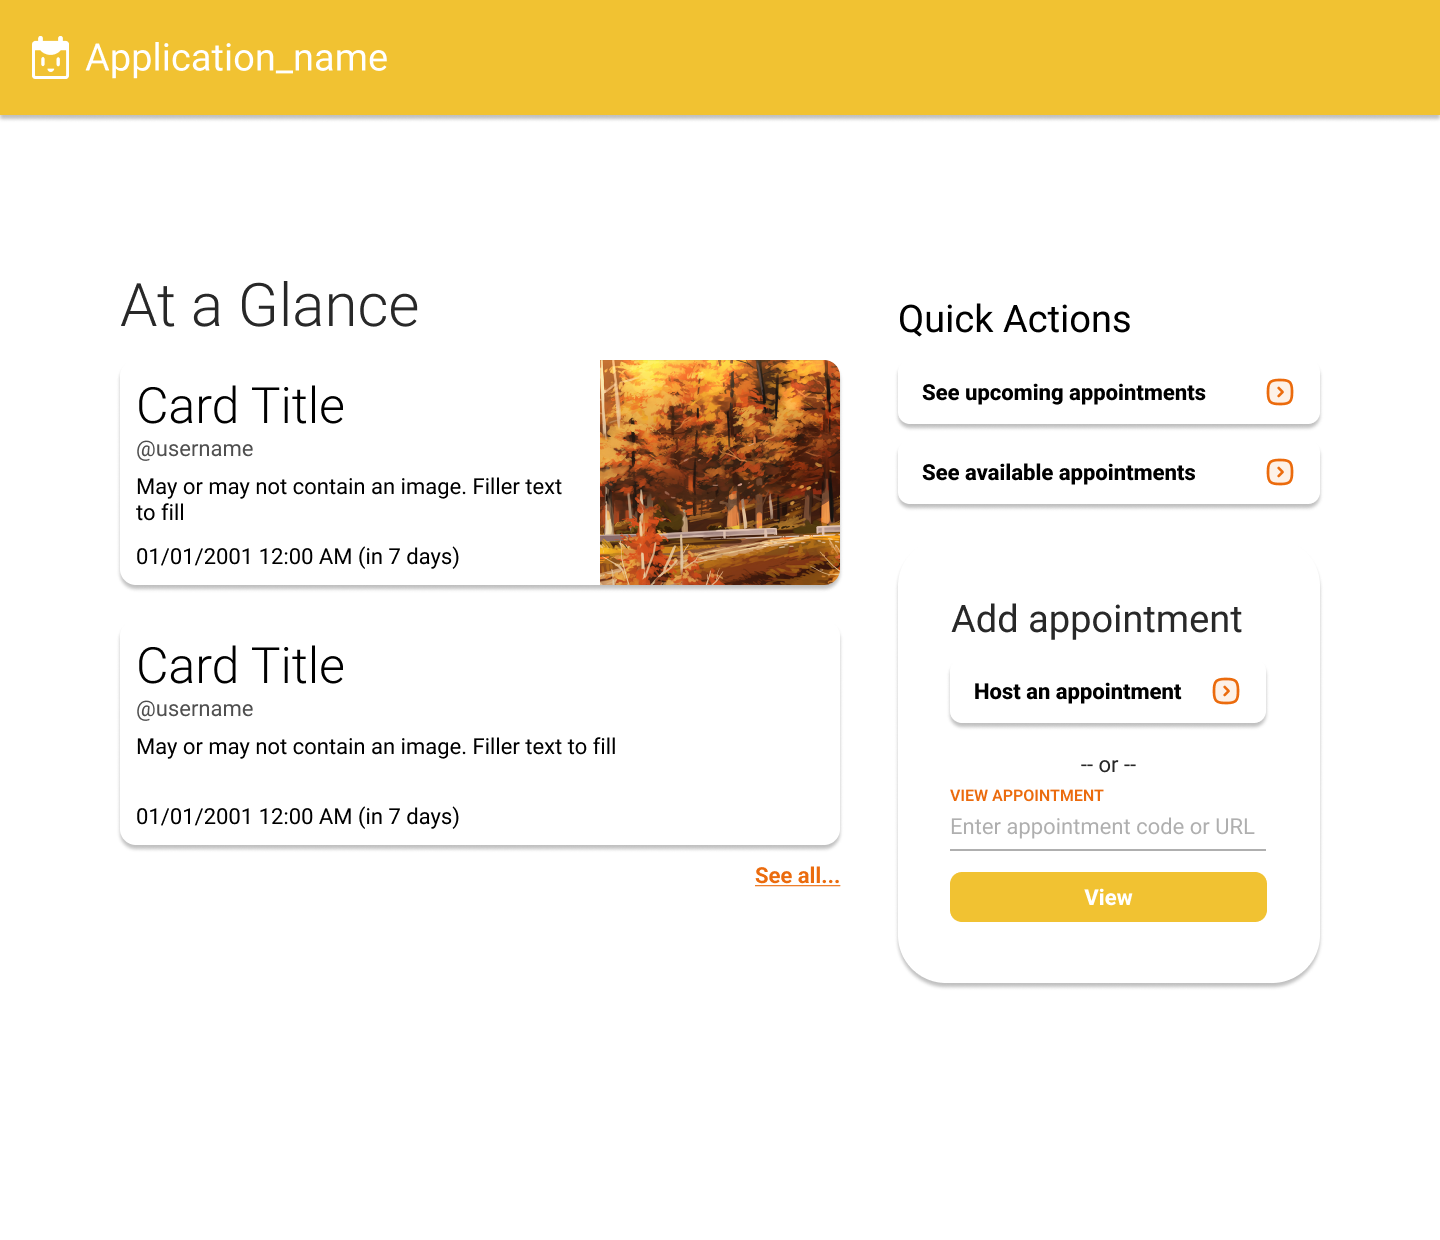 Application_name
At a Glance
Card Title
@username
May or may not contain an image. Filler text
to fill
01/01/2001 12:00 AM (in 7 days)
Card Title
@username
May or may not contain an image. Filler text to fill
01/01/2001 12:00 AM (in 7 days)
See all...
Quick Actions
See upcoming appointments
See available appointments
Add appointment
Host an appointment
-- or --
VIEW APPOINTMENT
Enter appointment code or URL
View